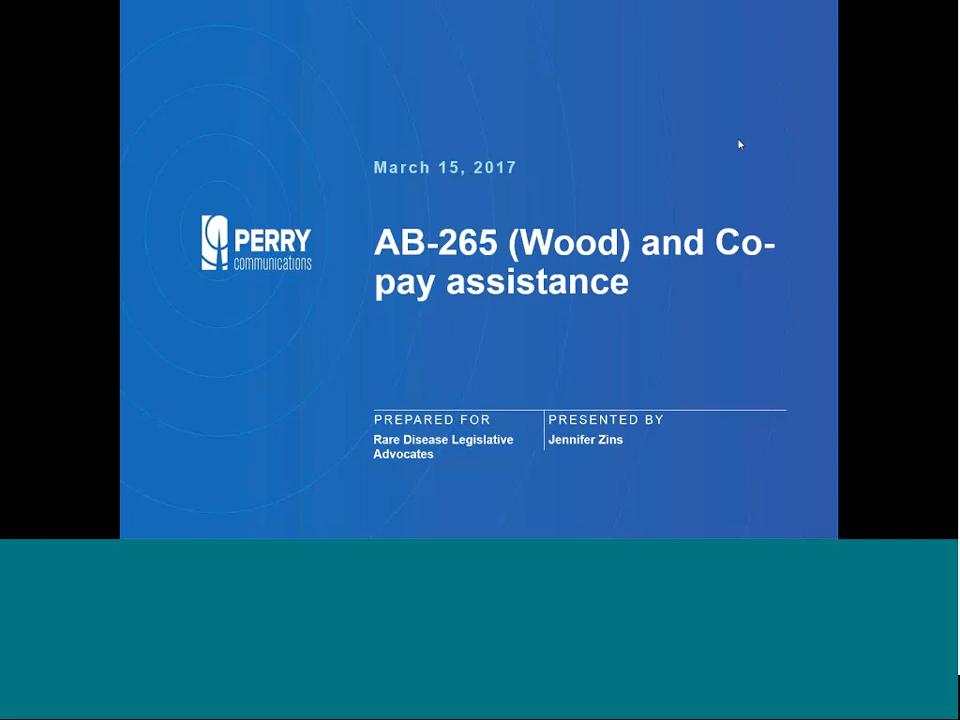 March 15, 2017
PERRY
communications
AB-265 (Wood) and Co-
pay assistance
PREPARED FOR
Rare Disease Legislative
Advocates
PRESENTED BY
Jennifer Zins